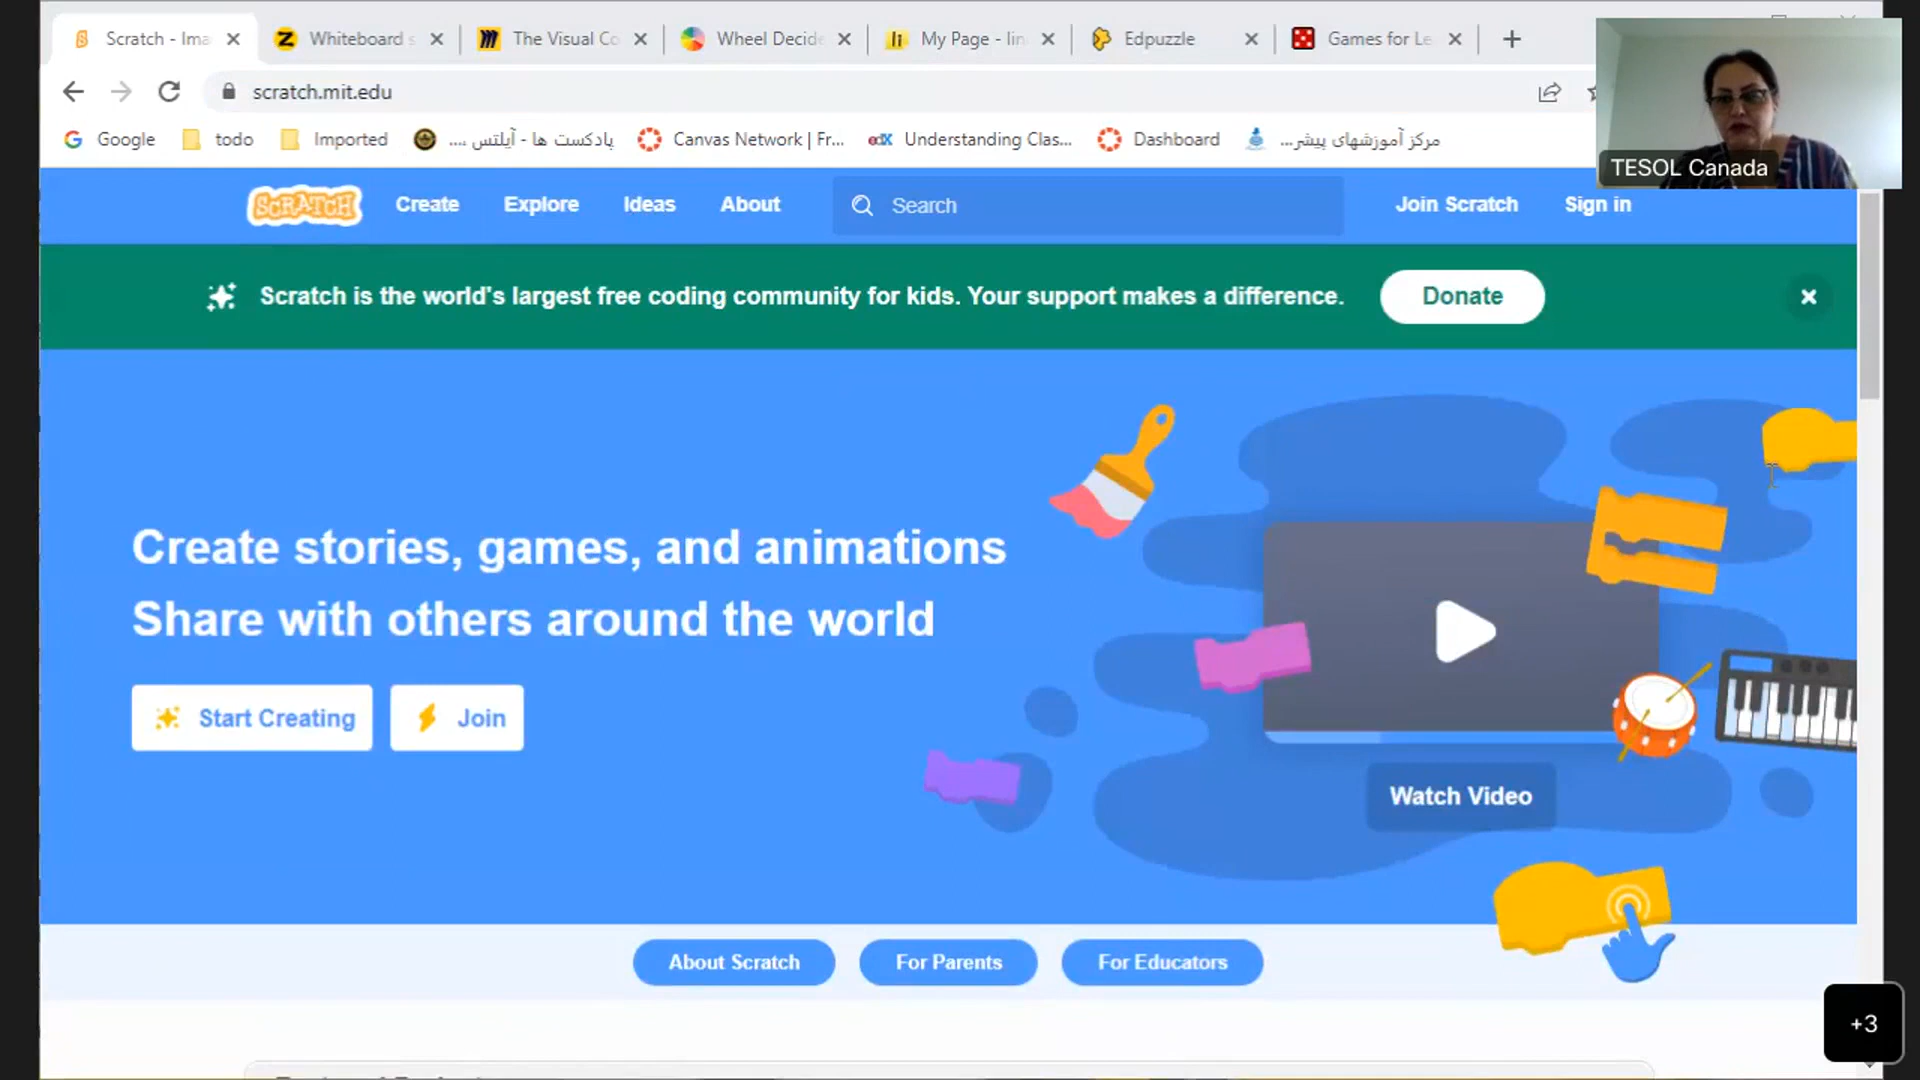 Scratch - Ima
Whiteboard s
The Visual Co
Wheel Decid
My Page - lin
Edpuzzle
Games for Le
scratch.mit.edu
Google
todo
Imported
پادکست ها - آیلتس ....
Canvas Network | Fr...
edX
Understanding Clas...
Dashboard
مرکز آموزشهای پیشر...
TESOL Canada
SCRATCH
Create
Explore
Ideas
About
Search
Join Scratch
Sign in
Scratch is the world's largest free coding community for kids. Your support makes a difference.
Donate
Create stories, games, and animations
Share with others around the world
Start Creating
Join
Watch Video
About Scratch
For Parents
For Educators
+3